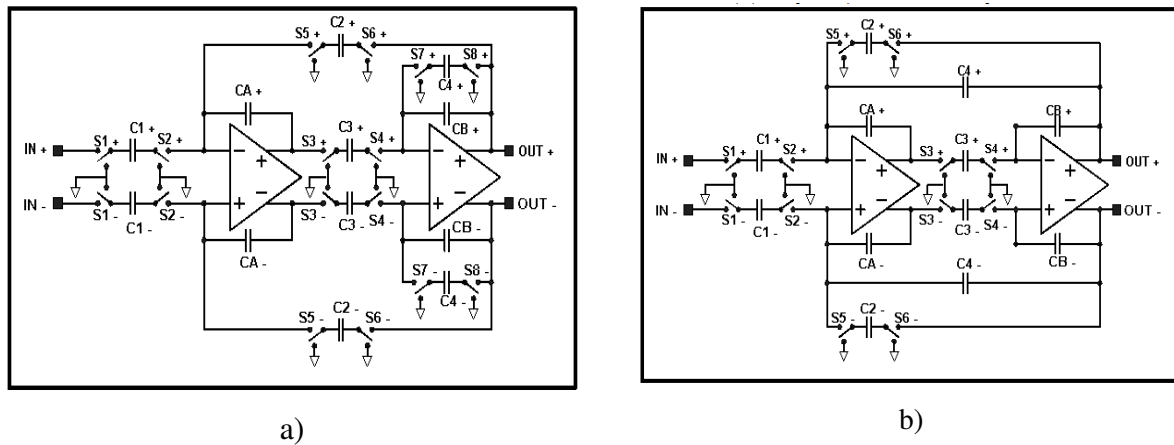 C2 +
S5 + S6 +
S7 + S8 +
C4 +
CA +
CB +
C1 +
S1 + S2 +
S3 + C3 + S4 +
IN +
OUT +
IN -
OUT -
S1 - S2 -
C1 -
S3 - C3 - S4 -
CA -
CB -
S7 - S8 -
C4 -
S5 - C2 - S6 -
a)
C2 +
S5 + S6 +
C4 +
CA +
CB +
C1 +
S1 + S2 +
S3 + C3 + S4 +
IN +
OUT +
IN -
OUT -
S1 - C1 - S2 -
S3 - C3 - S4 -
CA -
CB -
C4 -
S5 - C2 - S6 -
b)